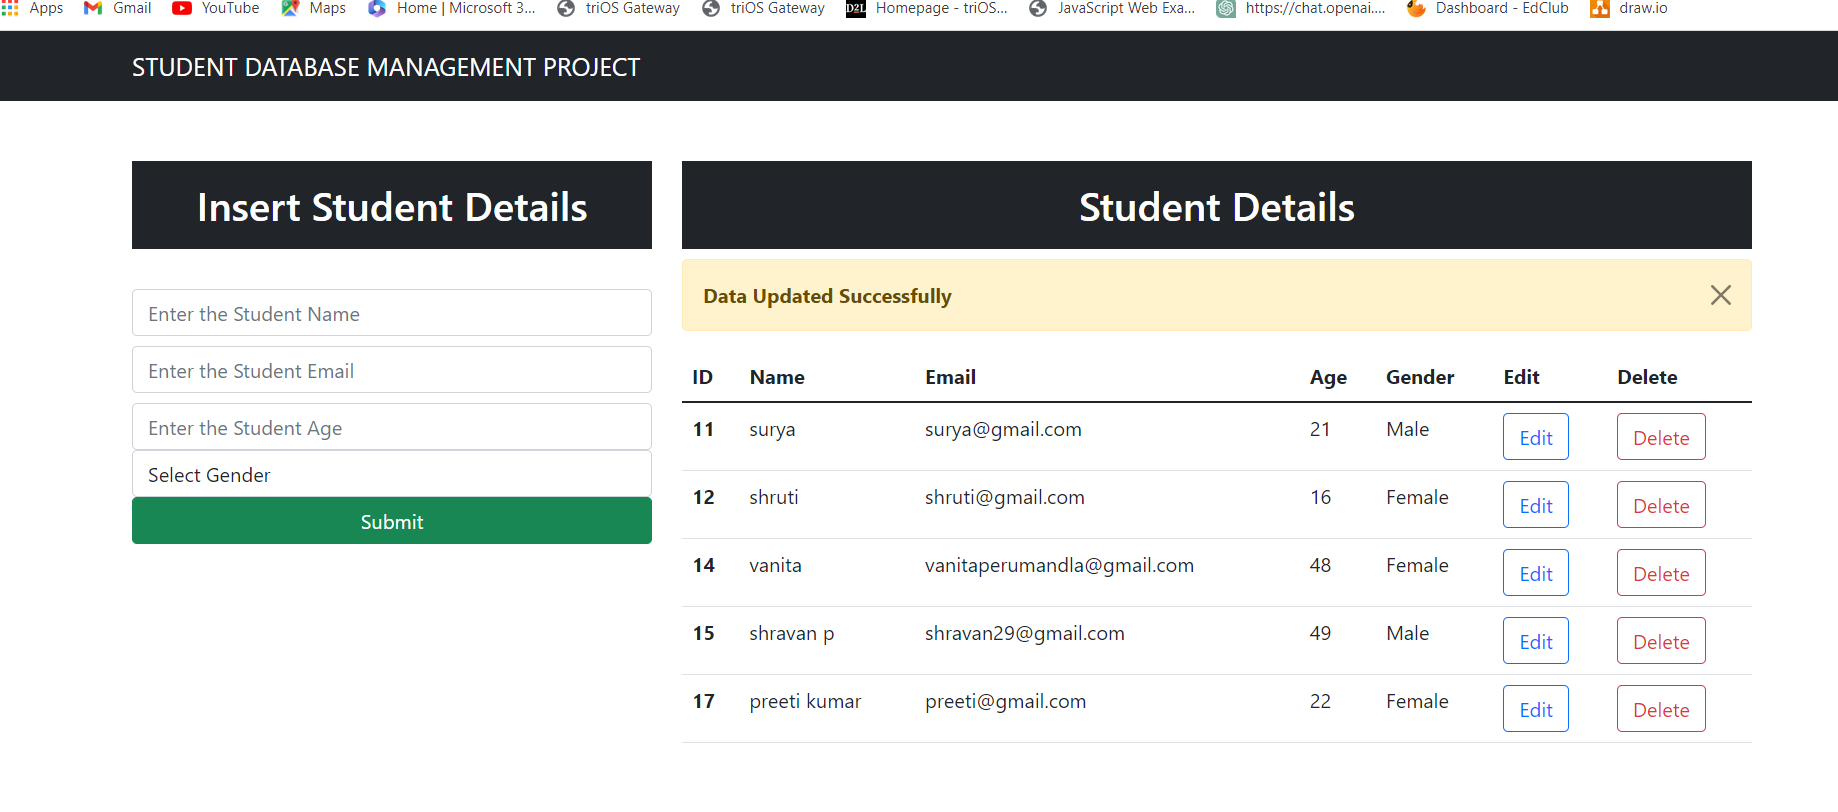 Apps Gmail YouTube Maps Home | Microsoft 3... triOS Gateway triOS Gateway D2L Homepage - triOS... JavaScript Web Exa... https://chat.openai.... Dashboard - EdClub draw.io
STUDENT DATABASE MANAGEMENT PROJECT
Insert Student Details
Enter the Student Name
Enter the Student Email
Enter the Student Age
Select Gender
Submit
Student Details
Data Updated Successfully
ID Name Email Age Gender Edit Delete
11 surya surya@gmail.com 21 Male Edit Delete
12 shruti shruti@gmail.com 16 Female Edit Delete
14 vanita vanitaperumandla@gmail.com 48 Female Edit Delete
15 shravan p shravan29@gmail.com 49 Male Edit Delete
17 preeti kumar preeti@gmail.com 22 Female Edit Delete